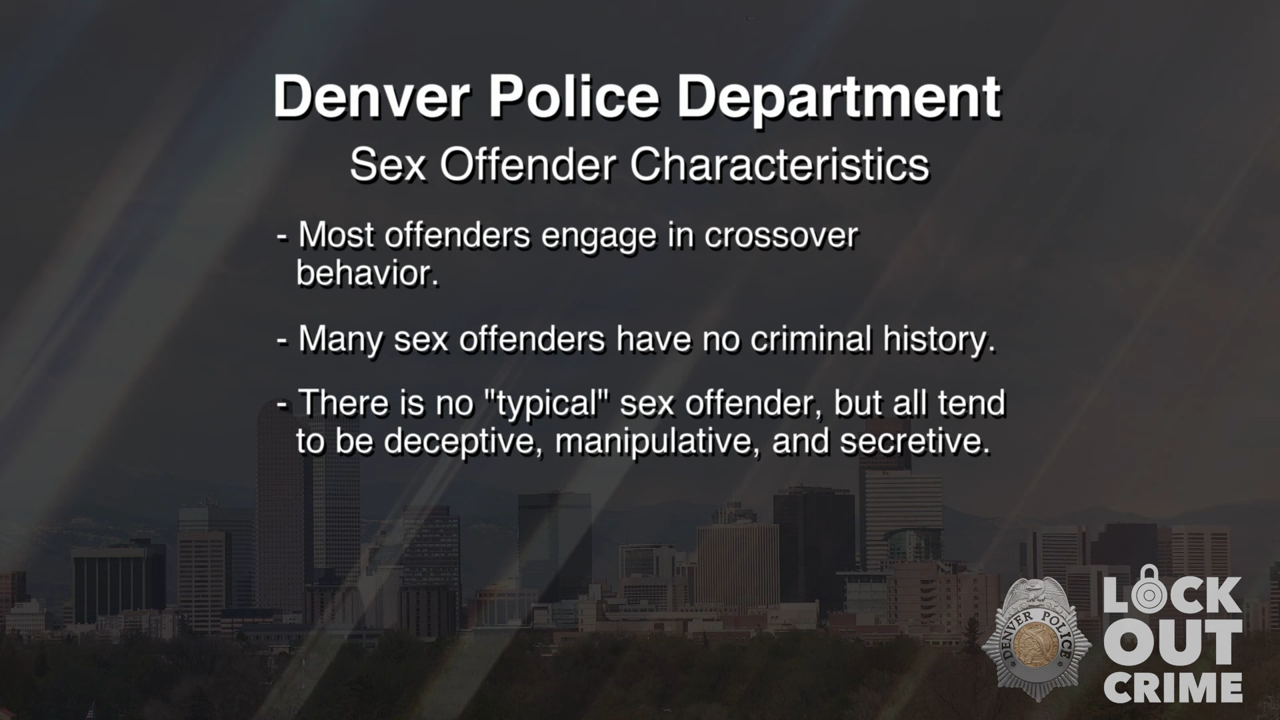 Denver Police Department
Sex Offender Characteristics
- Most offenders engage in crossover
behavior.
- Many sex offenders have no criminal history.
- There is no "typical" sex offender, but all tend
to be deceptive, manipulative, and secretive.
DENVER POLICE
LOCK
OUT
CRIME